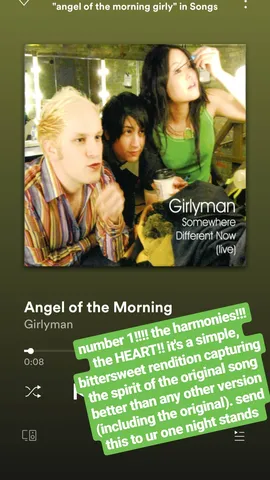 "angel of the morning girly" in Songs
Girlyman
Somewhere
Different Now
(live)
Angel of the Morning
Girlyman
0:08
number 1!!!! the harmonies!!!
the HEART!! it's a simple,
bittersweet rendition capturing
the spirit of the original song
better than any other version
(including the original). send
this to ur one night stands